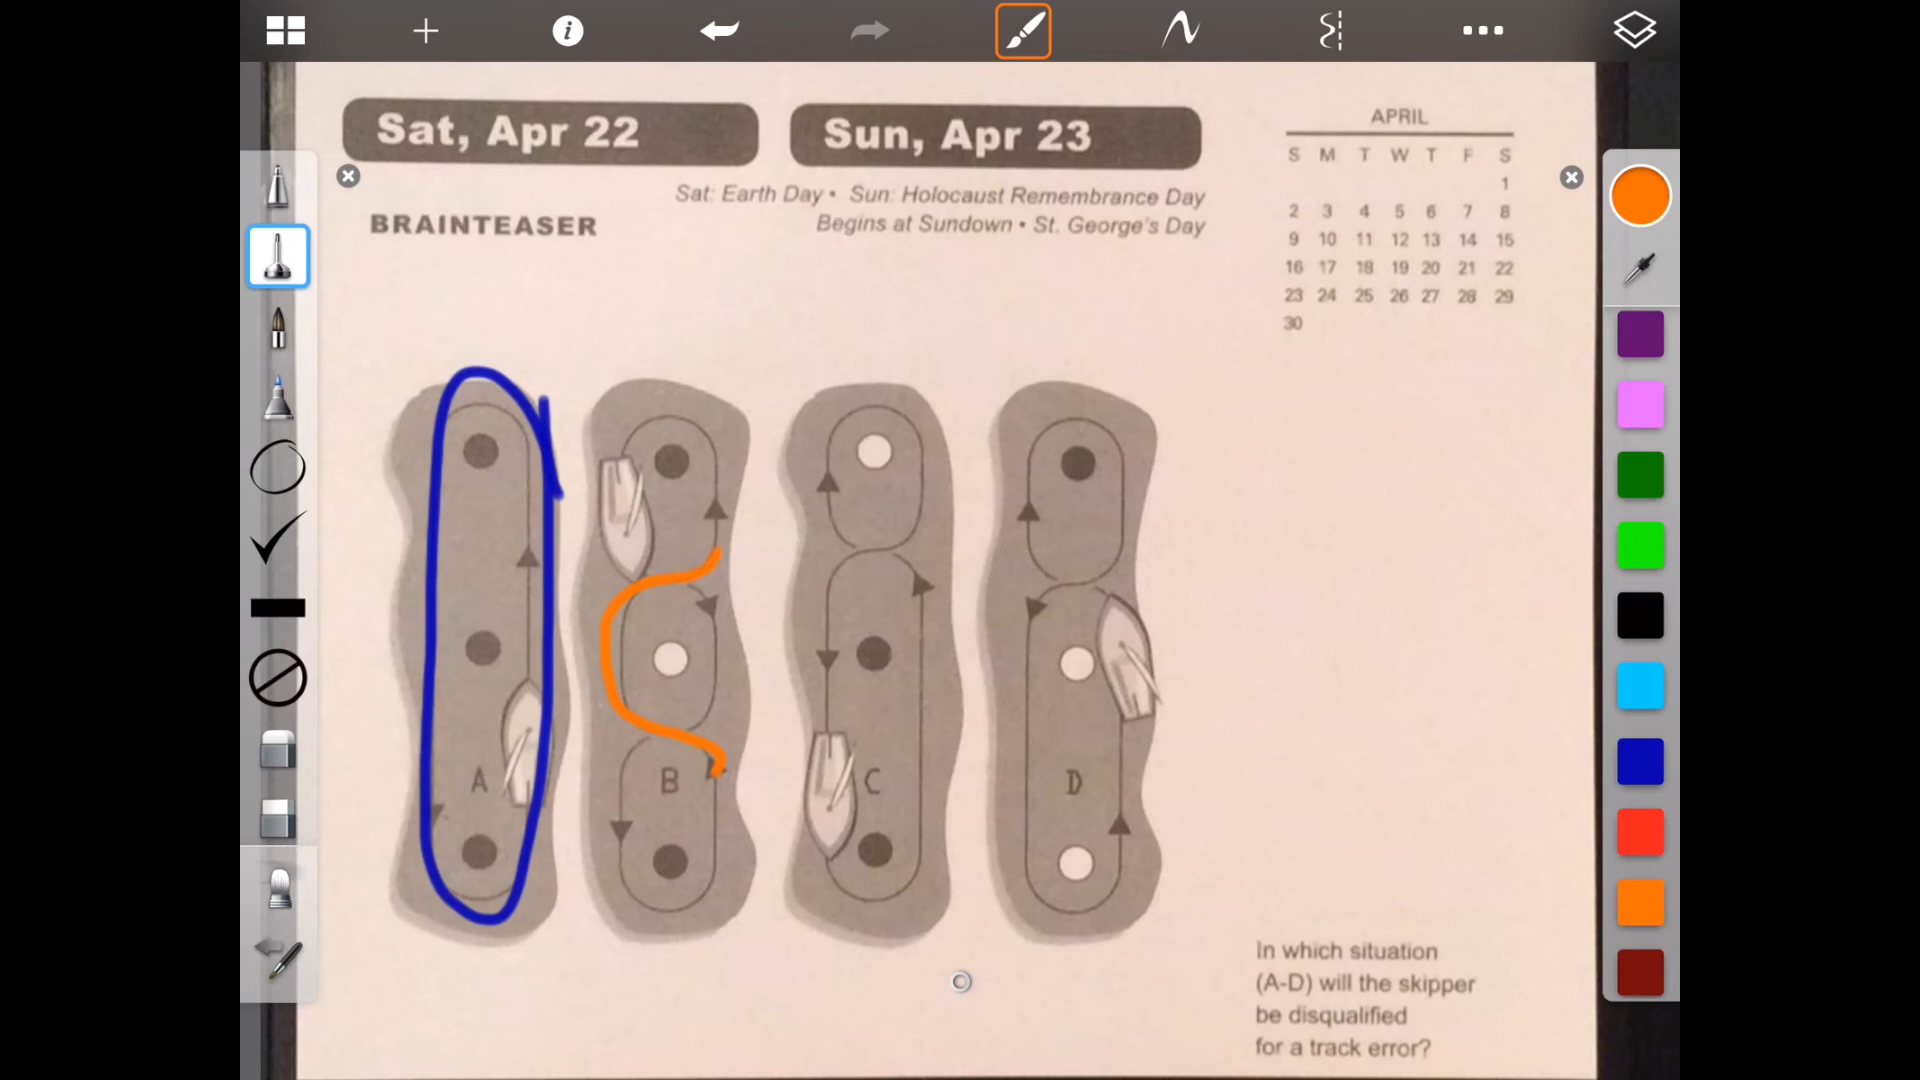 Sat, Apr 22
Sun, Apr 23
Sat: Earth Day • Sun: Holocaust Remembrance Day
Begins at Sundown • St. George's Day
BRAINTEASER
APRIL
S M T W T F S
1
2 3 4 5 6 7 8
9 10 11 12 13 14 15
16 17 18 19 20 21 22
23 24 25 26 27 28 29
30
A B C D
In which situation
(A-D) will the skipper
be disqualified
for a track error?